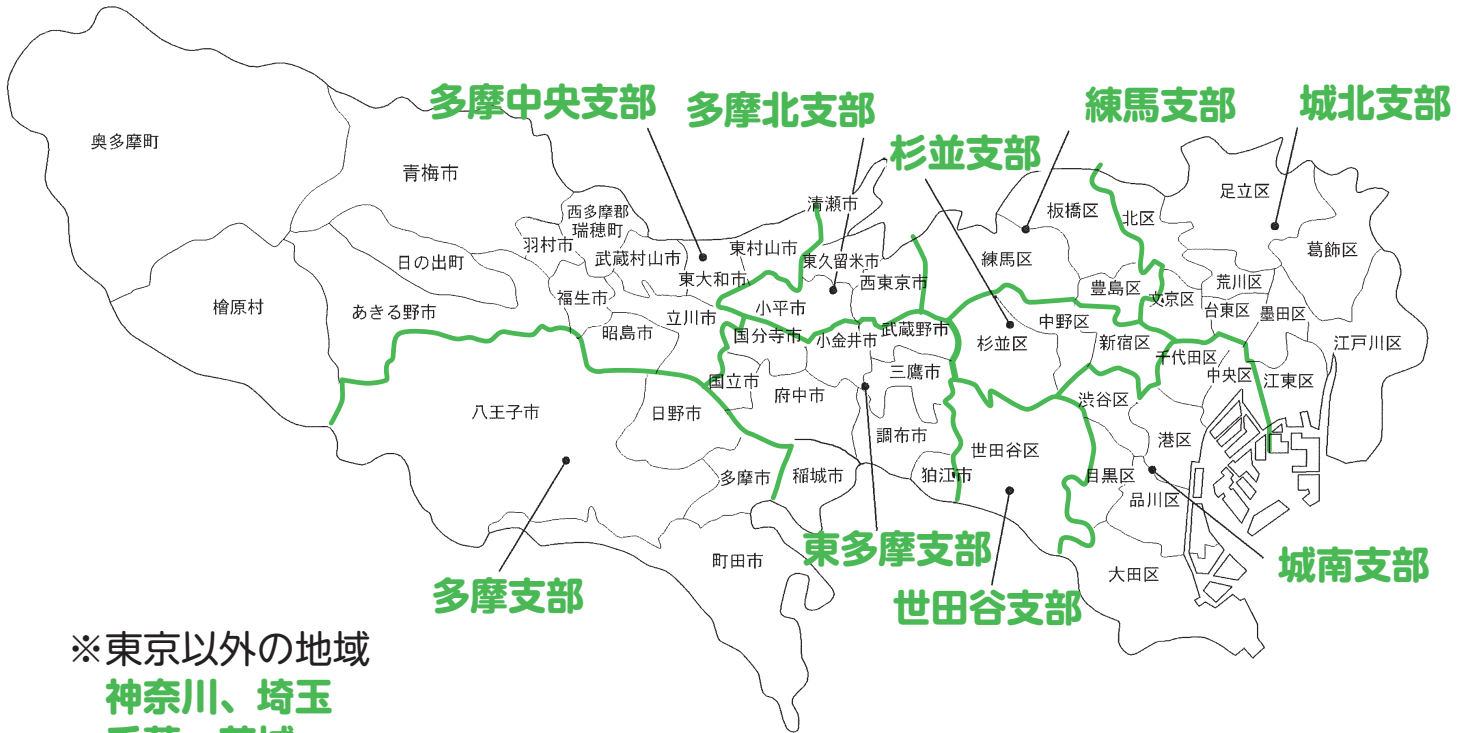 多摩中央支部
多摩北支部
杉並支部
練馬支部
城北支部
奥多摩町
青梅市
西多摩郡
瑞穂町
羽村市
武蔵村山市
東大和市
東村山市
清瀬市
東久留米市
西東京市
練馬区
板橋区
北区
足立区
葛飾区
日の出町
檜原村
あきる野市
福生市
昭島市
立川市
小平市
国分寺市
小金井市
武蔵野市
杉並区
中野区
豊島区
文京区
荒川区
台東区
墨田区
新宿区
千代田区
中央区
江東区
江戸川区
八王子市
日野市
国立市
府中市
三鷹市
調布市
狛江市
世田谷区
渋谷区
港区
目黒区
品川区
大田区
多摩市
稲城市
町田市
多摩支部
東多摩支部
世田谷支部
城南支部
※東京以外の地域
神奈川、埼玉